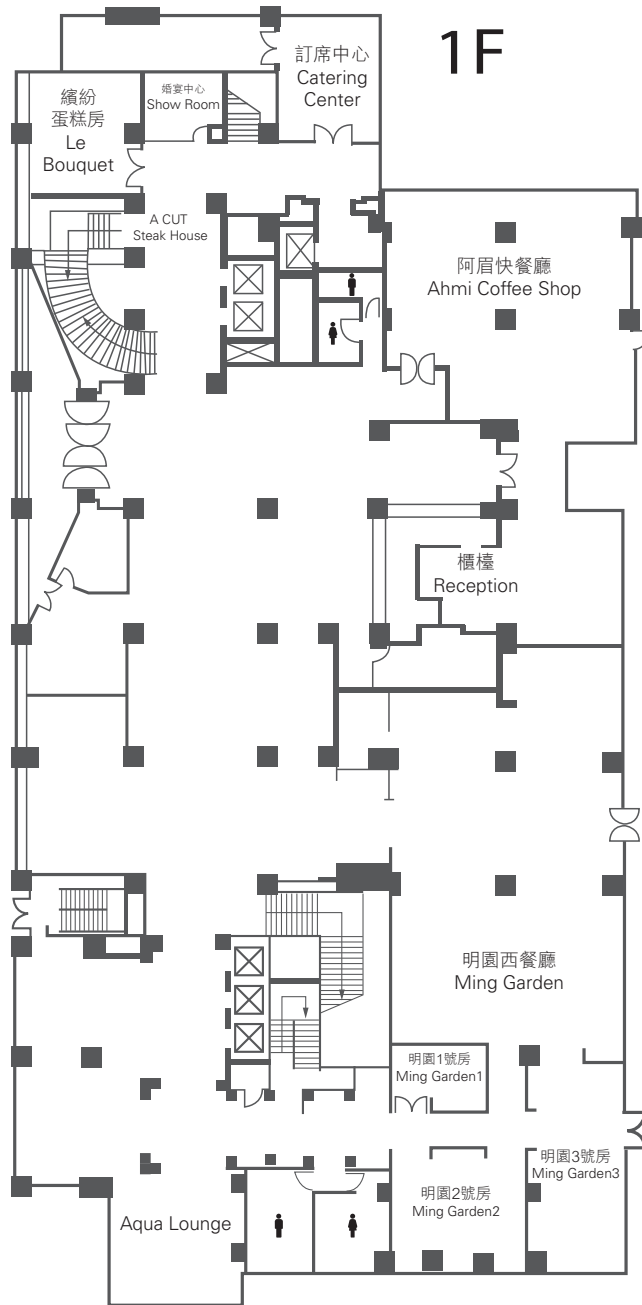 1F
訂席中心
Catering
Center
婚宴中心
Show Room
繽紛
蛋糕房
Le
Bouquet
A CUT
Steak House
阿眉快餐廳
Ahmi Coffee Shop
櫃檯
Reception
明園西餐廳
Ming Garden
明園1號房
Ming Garden1
明園3號房
Ming Garden3
明園2號房
Ming Garden2
Aqua Lounge